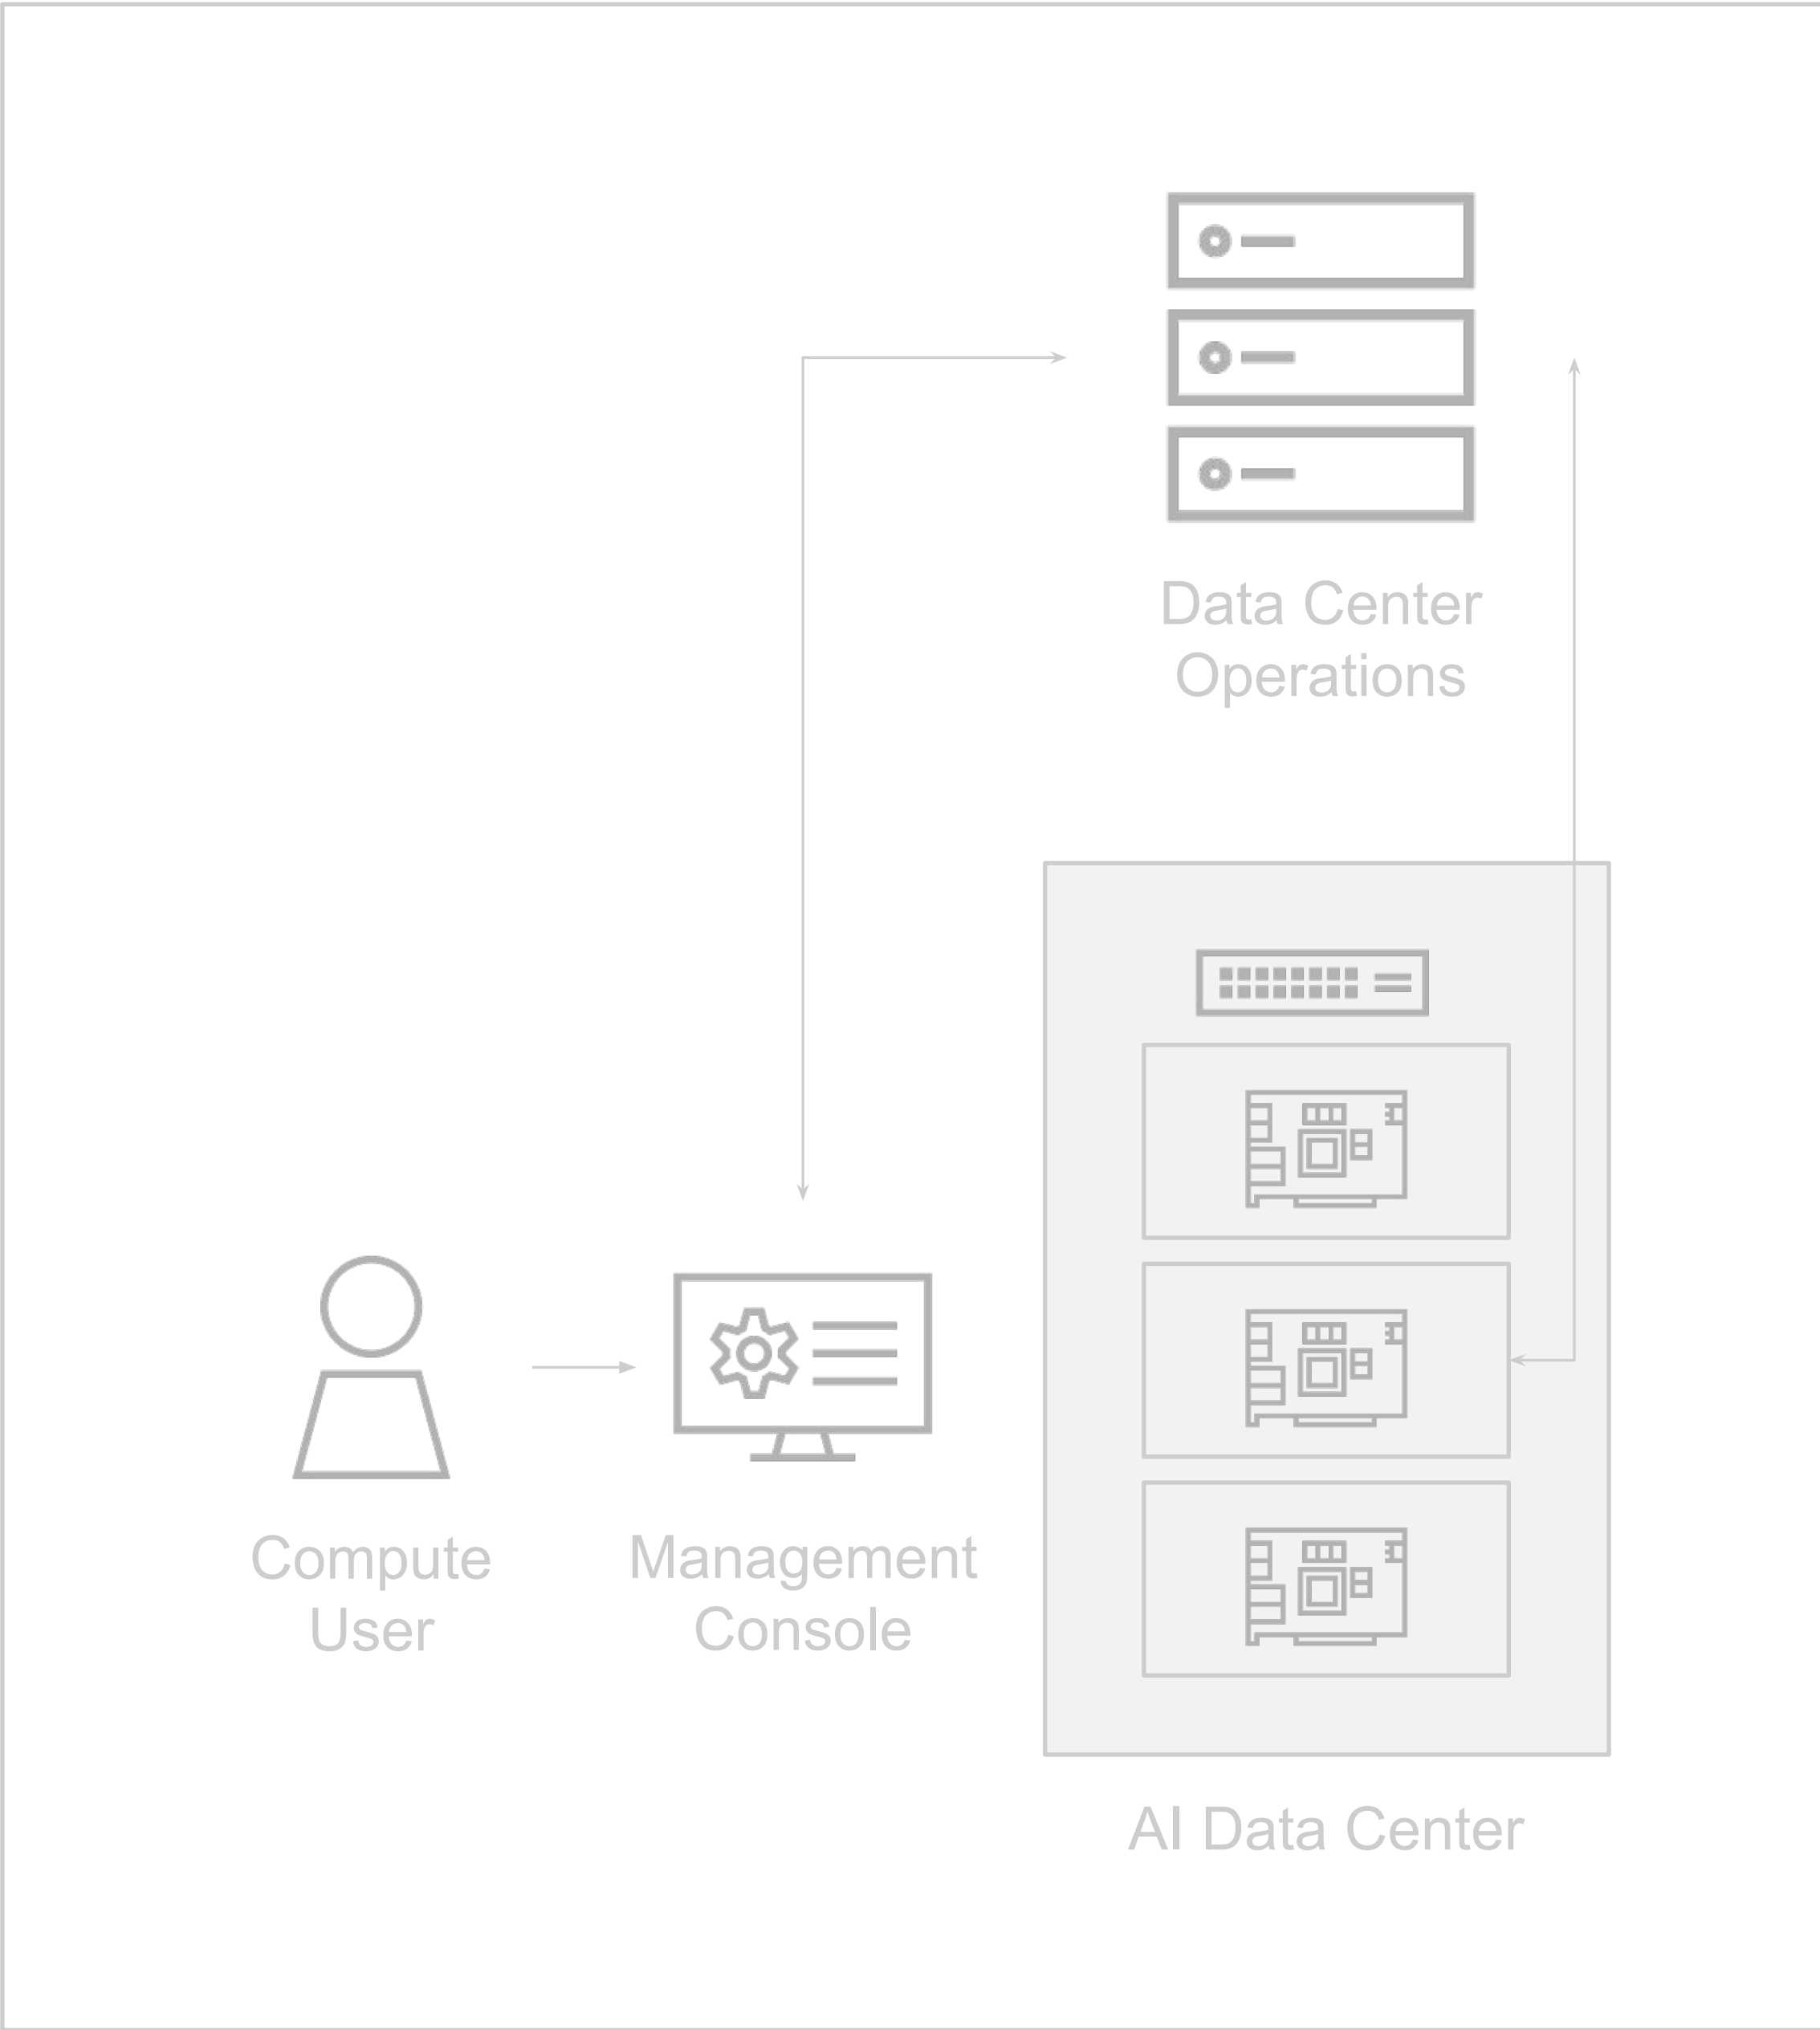 Data Center
Operations
Compute
User
Management
Console
AI Data Center